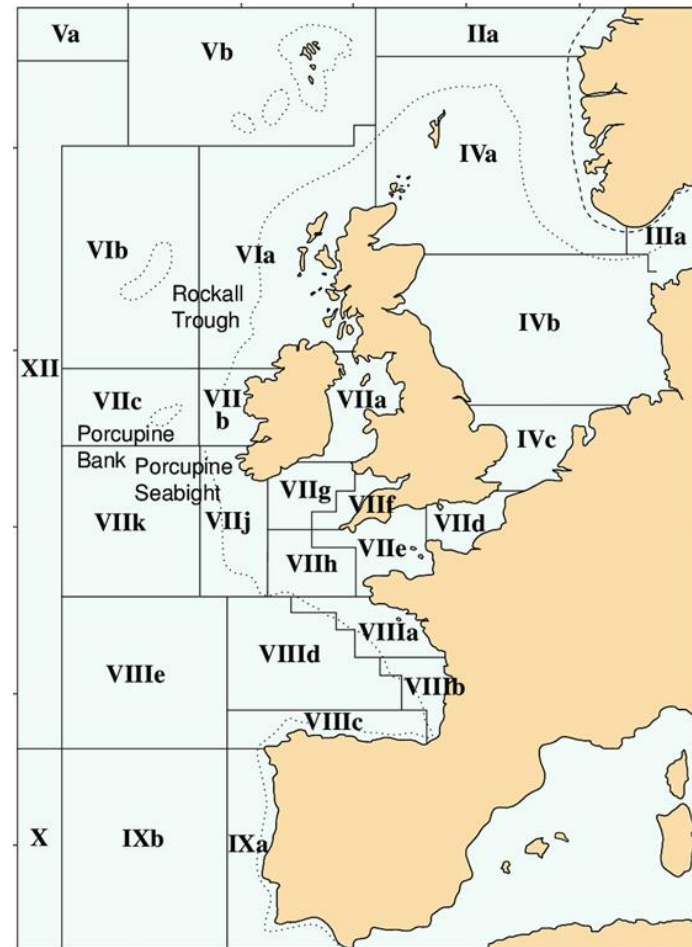 Va
Vb
IIa
IVa
IIIa
VIb
VIa
Rockall
Trough
IVb
XII
VIIc
VII
b
VIIa
IVc
Porcupine
Bank
Porcupine
Seabight
VIIg
VIIf
VIIk
VIIj
VIId
VIIe
VIIh
VIIIa
VIIId
VIIIe
VIIIb
VIIIc
X
IXb
IXa